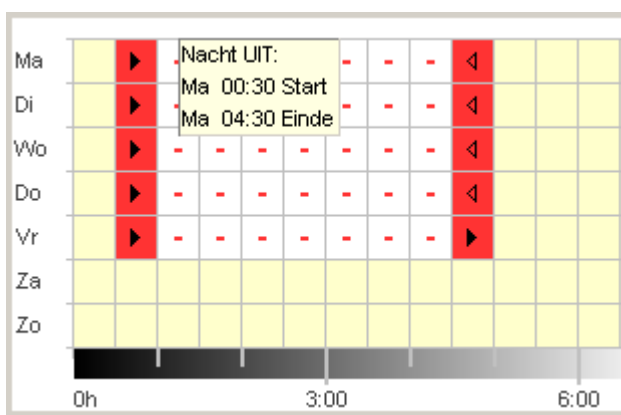 Ma
Nacht UIT:
Ma 00:30 Start
Di
Ma 04:30 Einde
Wo
Do
Vr
Za
Zo
0h 3:00 6:00